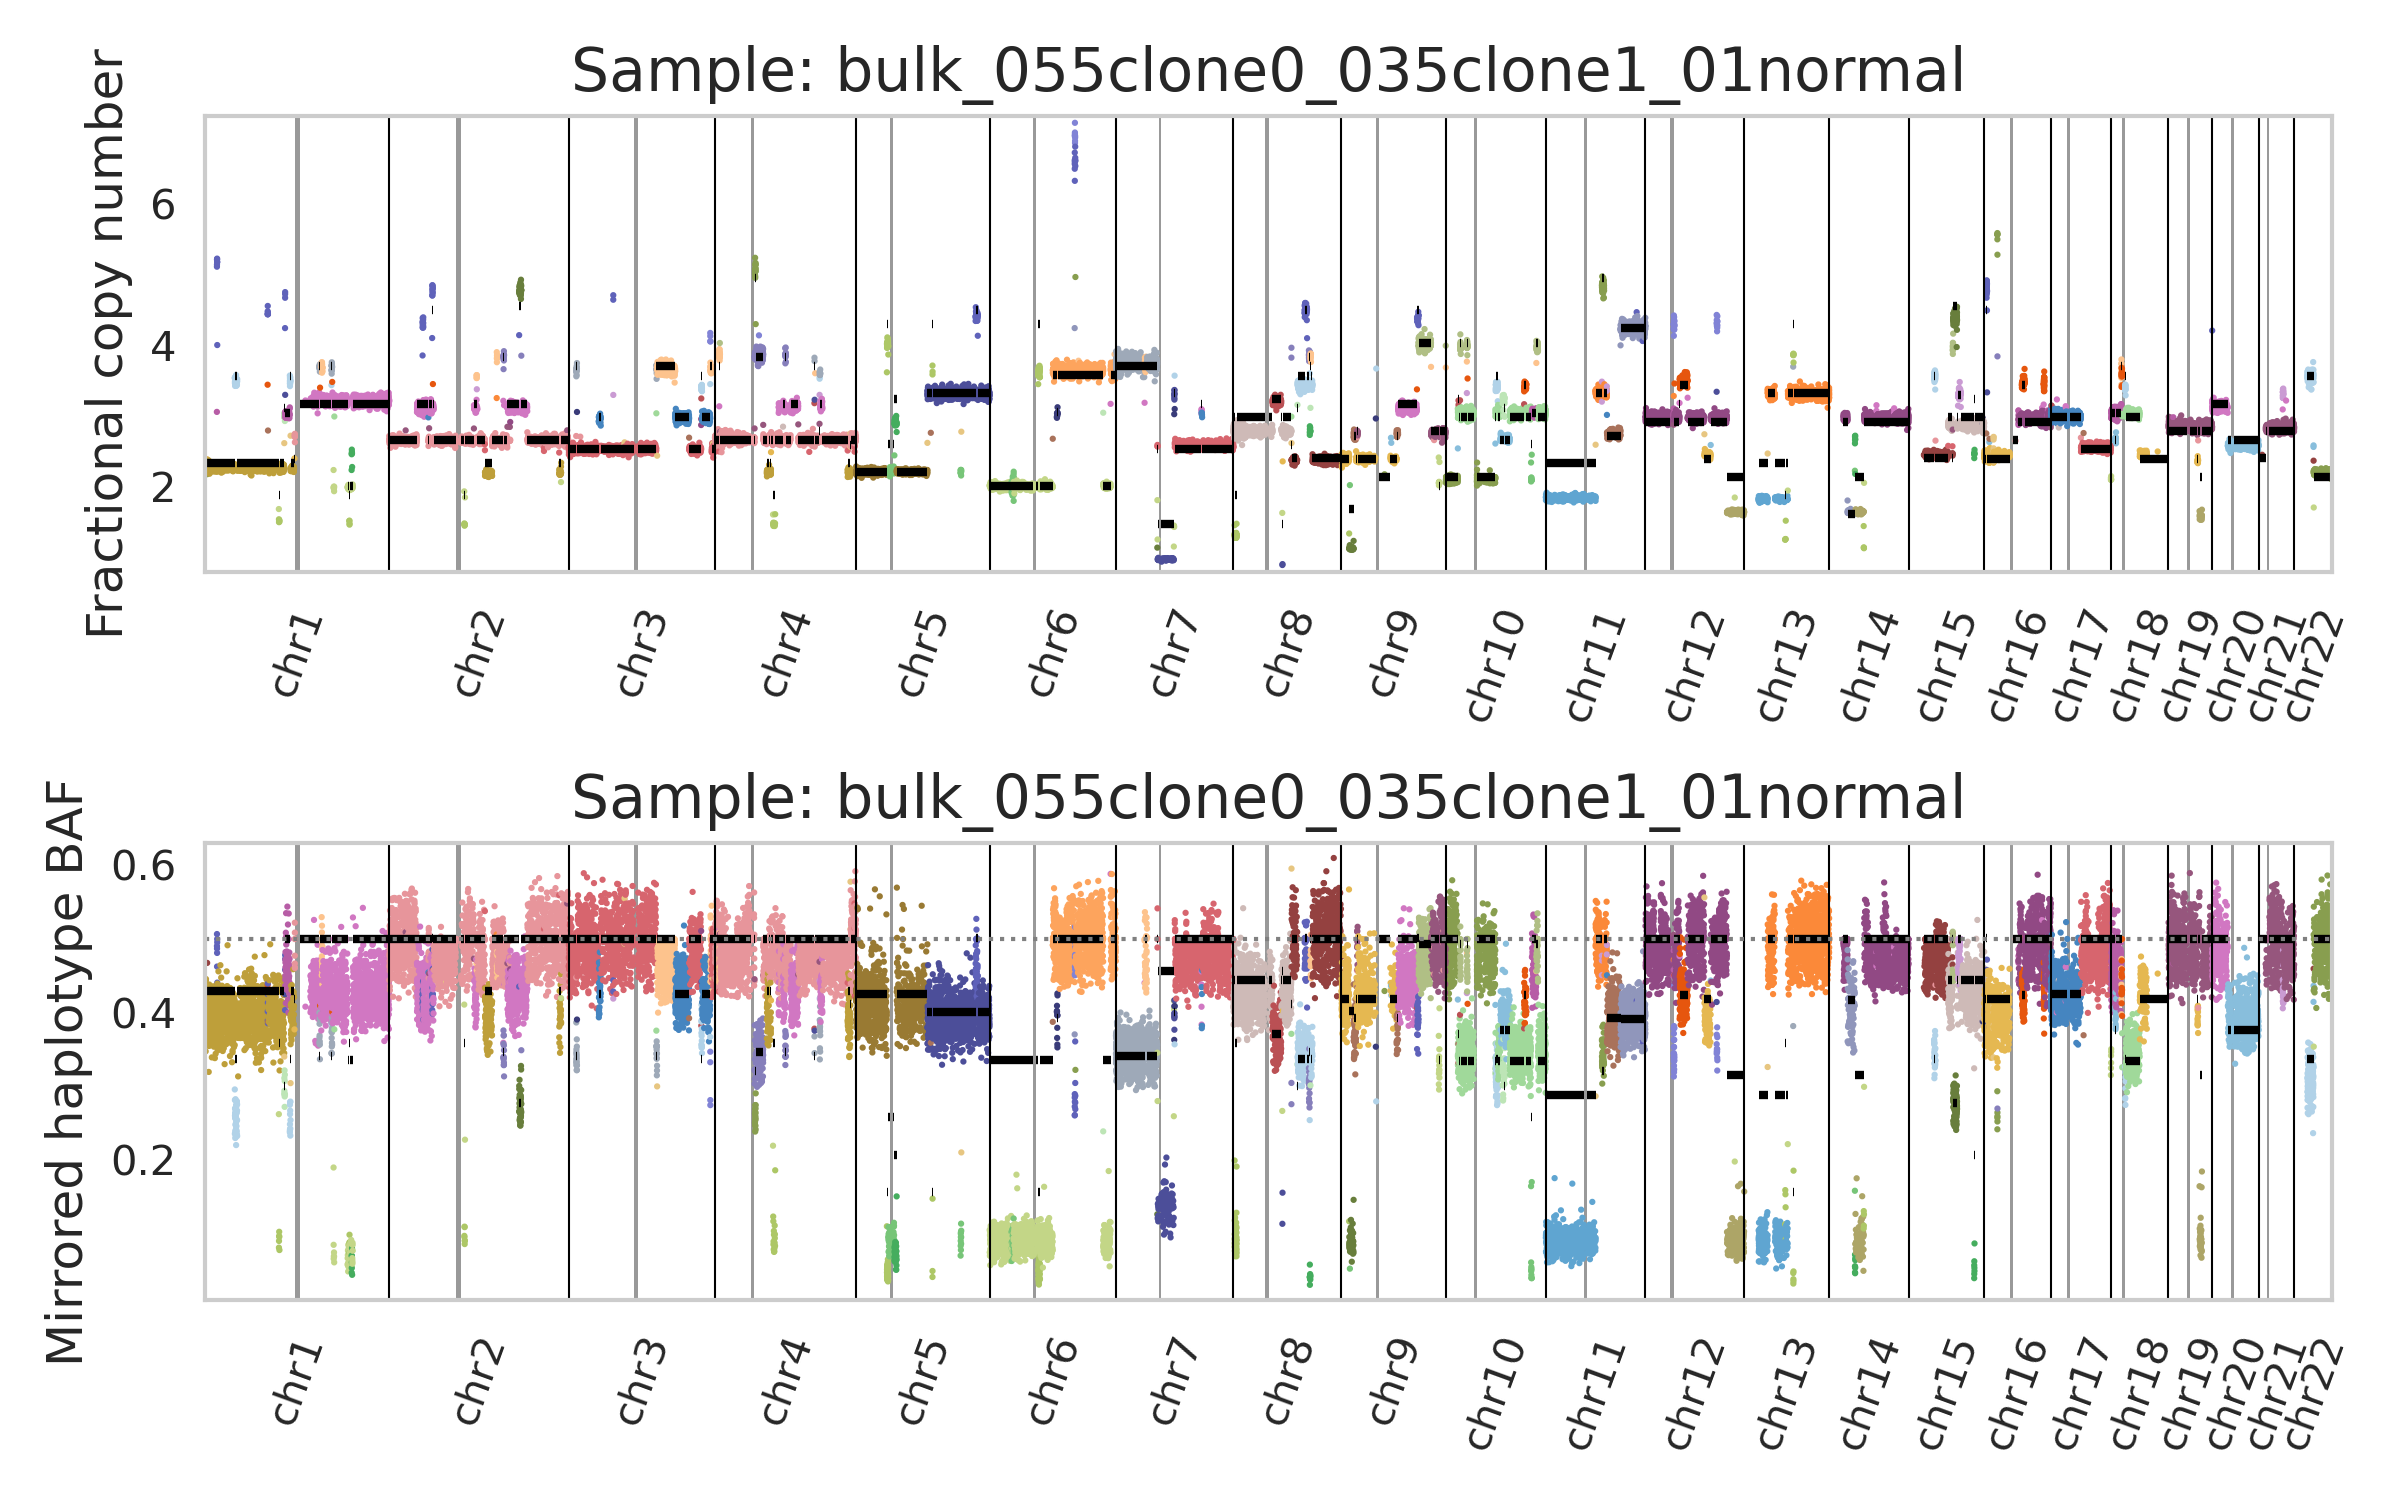 Sample: bulk_055clone0_035clone1_01normal
Fractional copy number
6
4
2
chr1 chr2 chr3 chr4 chr5 chr6 chr7 chr8 chr9 chr10 chr11 chr12 chr13 chr14 chr15 chr16 chr17 chr18 chr19 chr20 chr21 chr22
Sample: bulk_055clone0_035clone1_01normal
Mirrored haplotype BAF
0.6
0.4
0.2
chr1 chr2 chr3 chr4 chr5 chr6 chr7 chr8 chr9 chr10 chr11 chr12 chr13 chr14 chr15 chr16 chr17 chr18 chr19 chr20 chr21 chr22